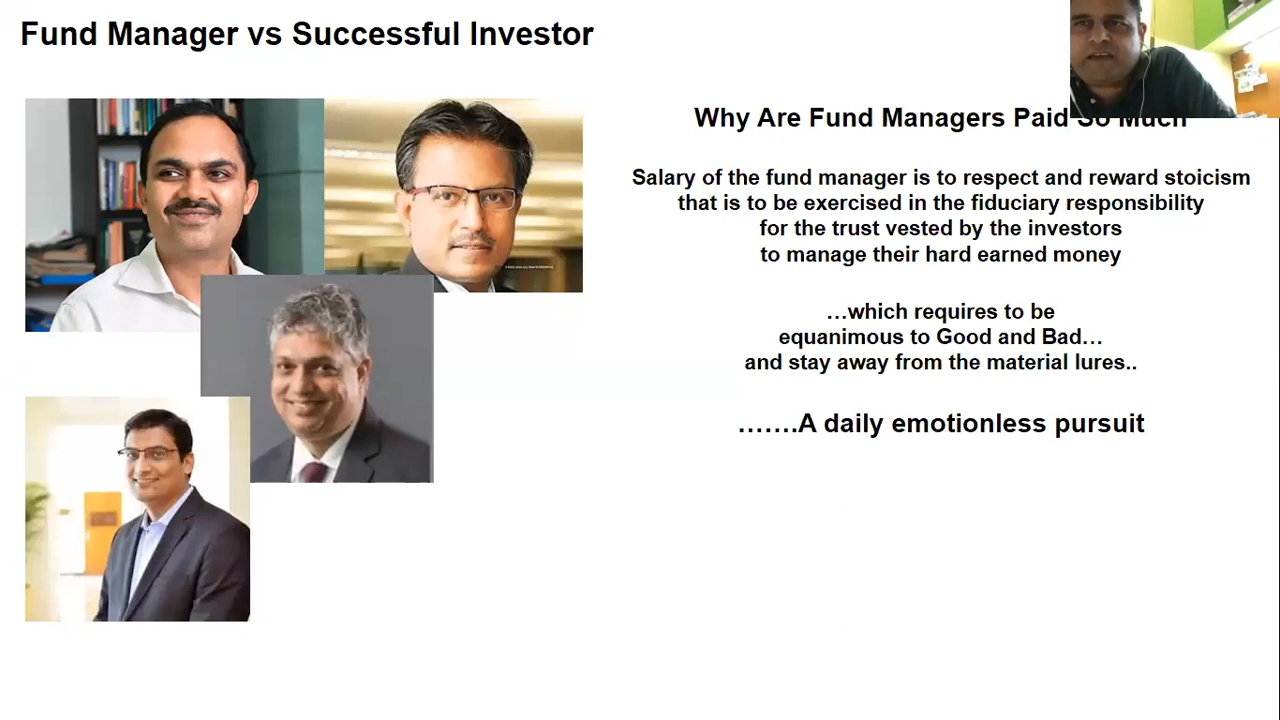 Fund Manager vs Successful Investor
Why Are Fund Managers Paid So Much
Salary of the fund manager is to respect and reward stoicism
that is to be exercised in the fiduciary responsibility
for the trust vested by the investors
to manage their hard earned money
…which requires to be
equanimous to Good and Bad…
and stay away from the material lures..
…….A daily emotionless pursuit